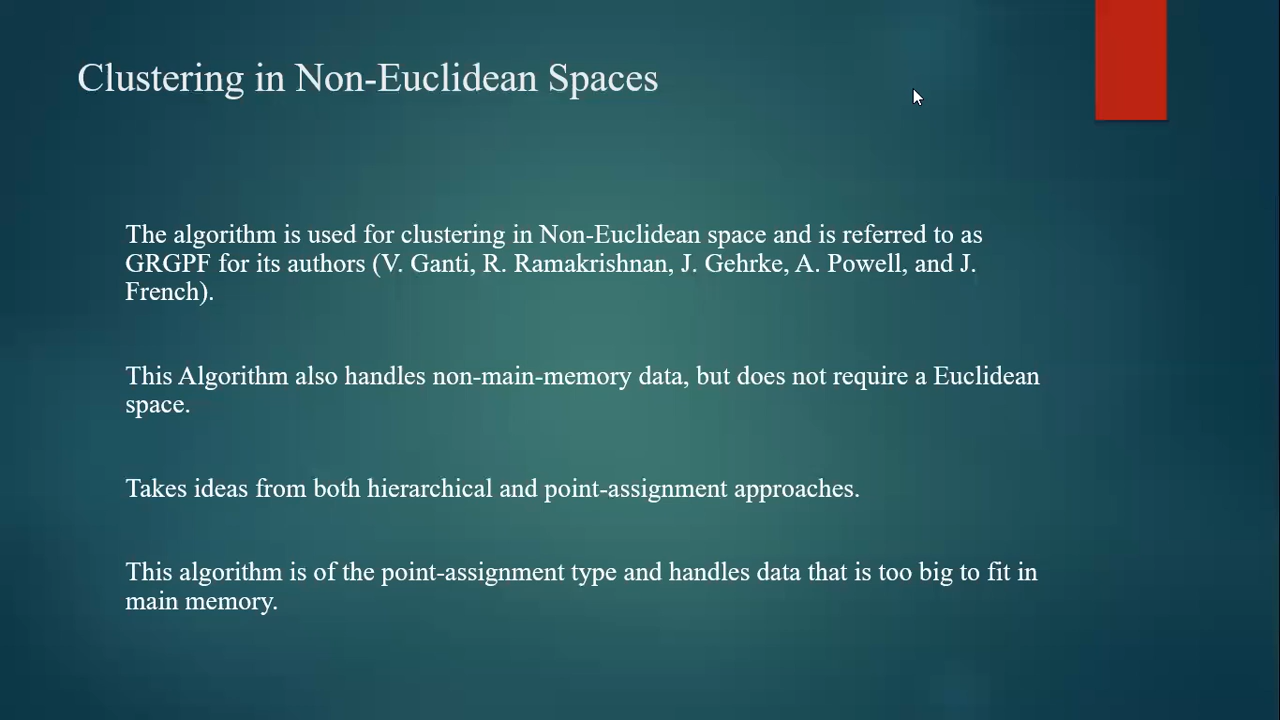 Clustering in Non-Euclidean Spaces
The algorithm is used for clustering in Non-Euclidean space and is referred to as
GRGPF for its authors (V. Ganti, R. Ramakrishnan, J. Gehrke, A. Powell, and J.
French).
This Algorithm also handles non-main-memory data, but does not require a Euclidean
space.
Takes ideas from both hierarchical and point-assignment approaches.
This algorithm is of the point-assignment type and handles data that is too big to fit in
main memory.